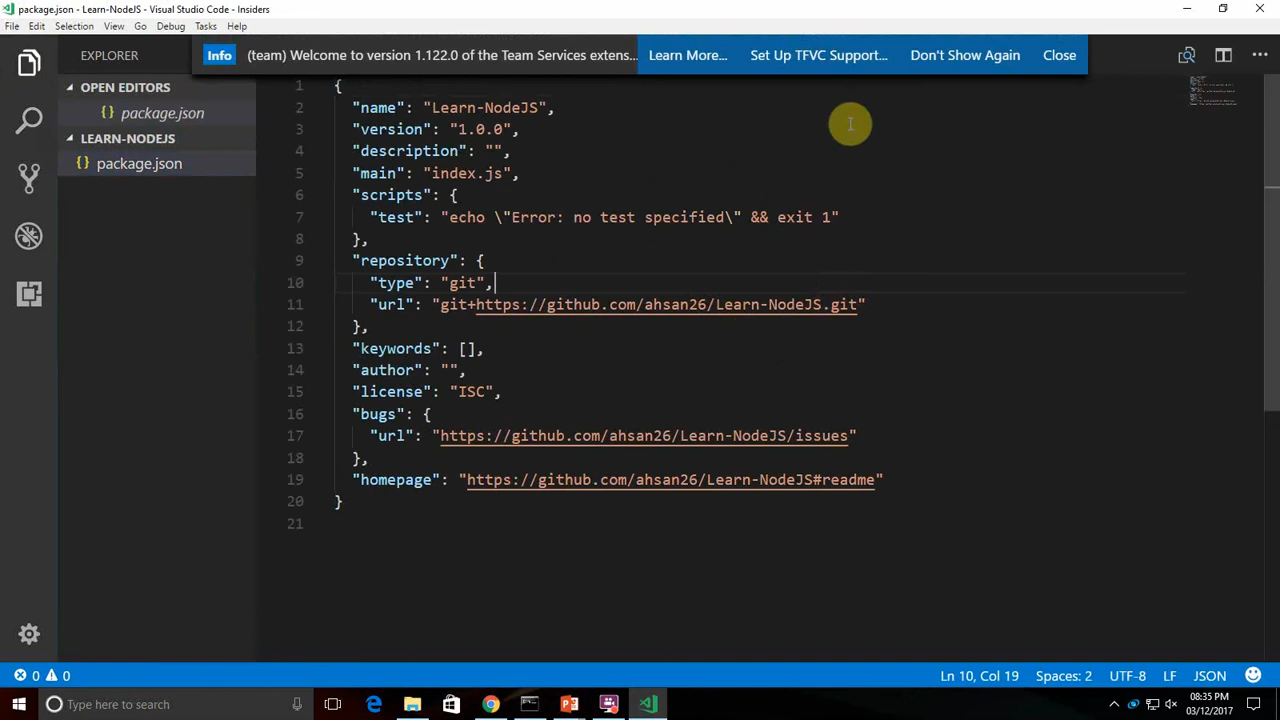 package.json - Learn-NodeJS - Visual Studio Code - Insiders
File Edit Selection View Go Debug Tasks Help
EXPLORER
Info (team) Welcome to version 1.122.0 of the Team Services extens... Learn More... Set Up TFVC Support... Don't Show Again Close
OPEN EDITORS
{} package.json
LEARN-NODEJS
{} package.json
1 {
2 "name": "Learn-NodeJS",
3 "version": "1.0.0",
4 "description": "",
5 "main": "index.js",
6 "scripts": {
7 "test": "echo \"Error: no test specified\" && exit 1"
8 },
9 "repository": {
10 "type": "git",
11 "url": "git+https://github.com/ahsan26/Learn-NodeJS.git"
12 },
13 "keywords": [],
14 "author": "",
15 "license": "ISC",
16 "bugs": {
17 "url": "https://github.com/ahsan26/Learn-NodeJS/issues"
18 },
19 "homepage": "https://github.com/ahsan26/Learn-NodeJS#readme"
20 }
21
0 0 Ln 10, Col 19 Spaces: 2 UTF-8 LF JSON
Type here to search
08:35 PM
03/12/2017